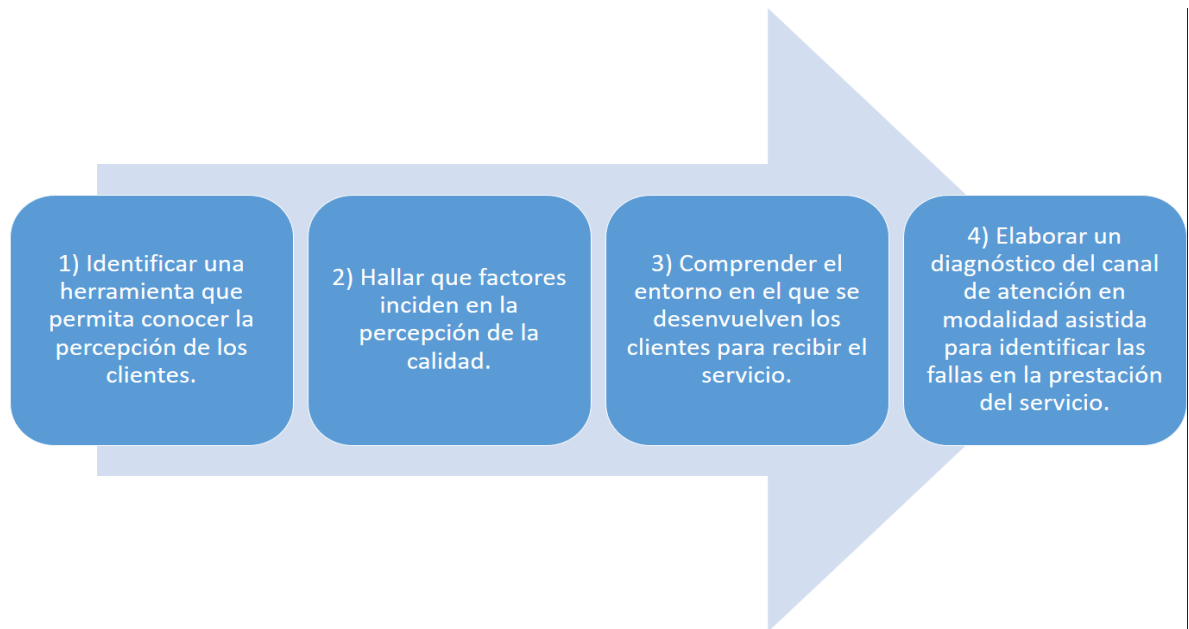 1) Identificar una
herramienta que
permita conocer la
percepción de los
clientes.
2) Hallar que factores
inciden en la
percepción de la
calidad.
3) Comprender el
entorno en el que se
desenvuelven los
clientes para recibir el
servicio.
4) Elaborar un
diagnóstico del canal
de atención en
modalidad asistida
para identificar las
fallas en la prestación
del servicio.